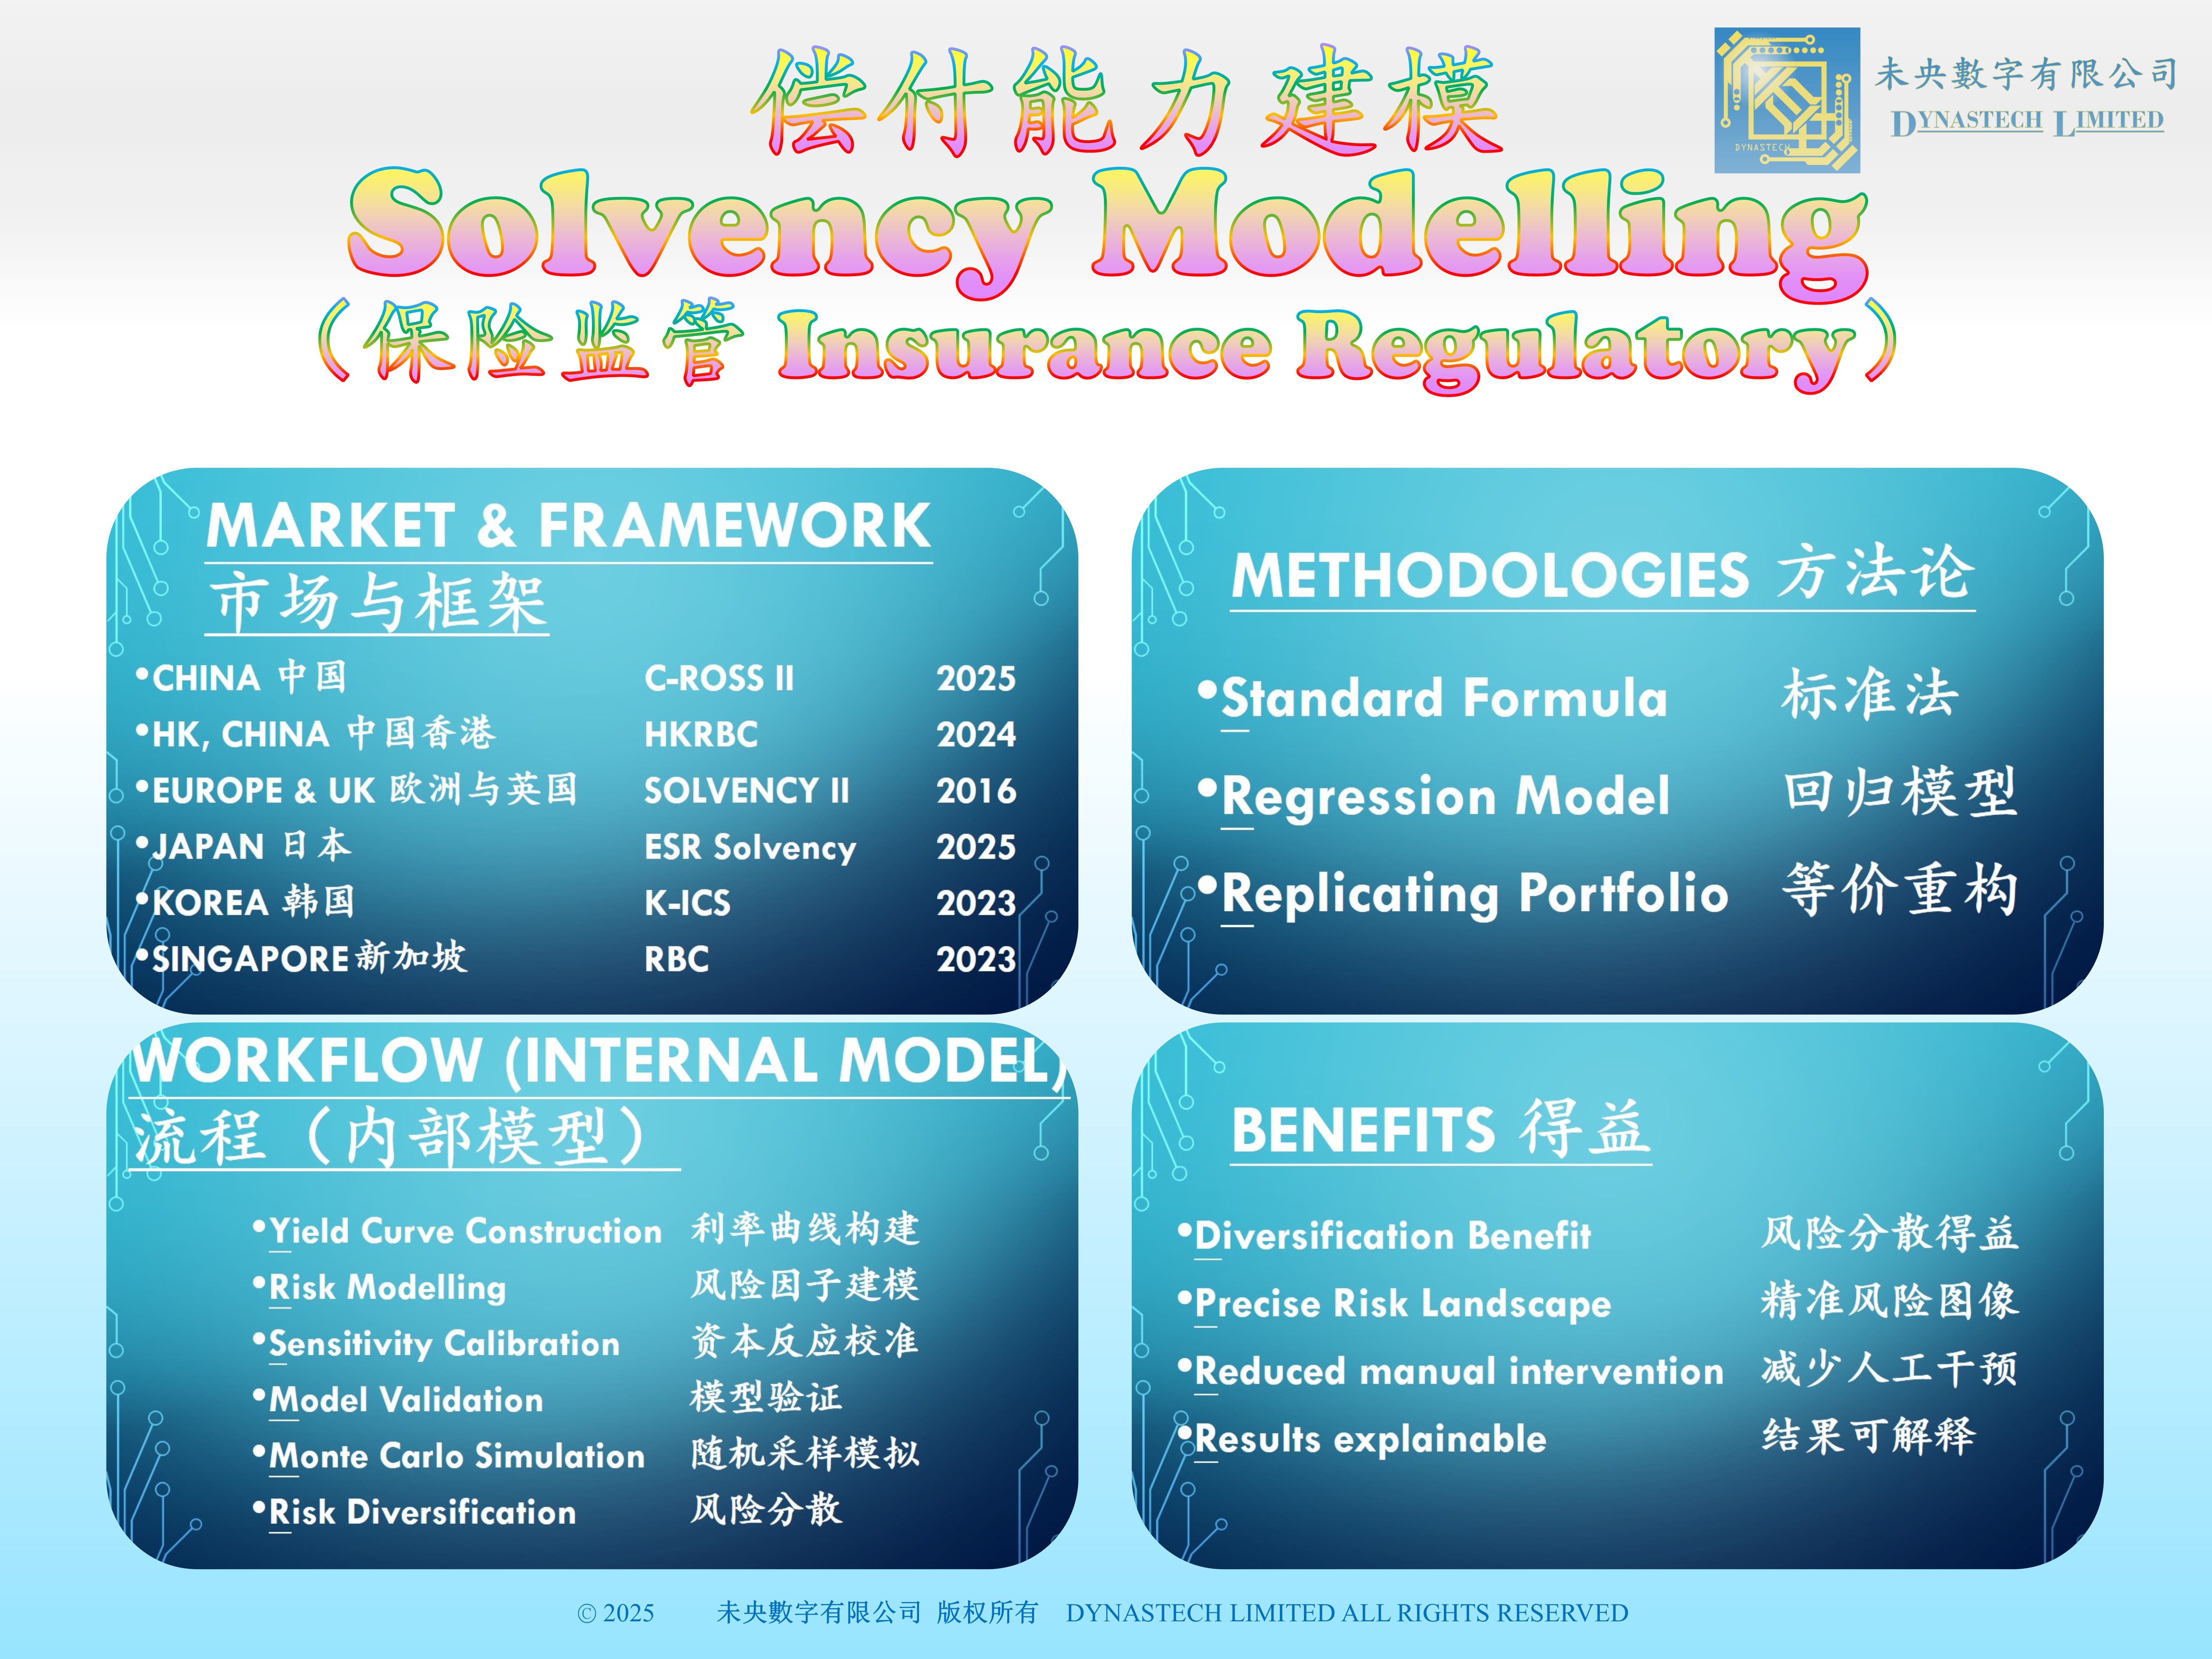 偿付能力建模
未央數字有限公司
DYNASTECH LIMITED
DYNASTECH
Solvency Modelling
（保险监管 Insurance Regulatory）
MARKET & FRAMEWORK
市场与框架
•CHINA 中国 C-ROSS II 2025
•HK, CHINA 中国香港 HKRBC 2024
•EUROPE & UK 欧洲与英国 SOLVENCY II 2016
•JAPAN 日本 ESR Solvency 2025
•KOREA 韩国 K-ICS 2023
•SINGAPORE 新加坡 RBC 2023
METHODOLOGIES 方法论
•Standard Formula 标准法
•Regression Model 回归模型
•Replicating Portfolio 等价重构
WORKFLOW (INTERNAL MODEL)
流程（内部模型）
•Yield Curve Construction 利率曲线构建
•Risk Modelling 风险因子建模
•Sensitivity Calibration 资本反应校准
•Model Validation 模型验证
•Monte Carlo Simulation 随机采样模拟
•Risk Diversification 风险分散
BENEFITS 得益
•Diversification Benefit 风险分散得益
•Precise Risk Landscape 精准风险图像
•Reduced manual intervention 减少人工干预
•Results explainable 结果可解释
© 2025 未央數字有限公司 版权所有 DYNASTECH LIMITED ALL RIGHTS RESERVED